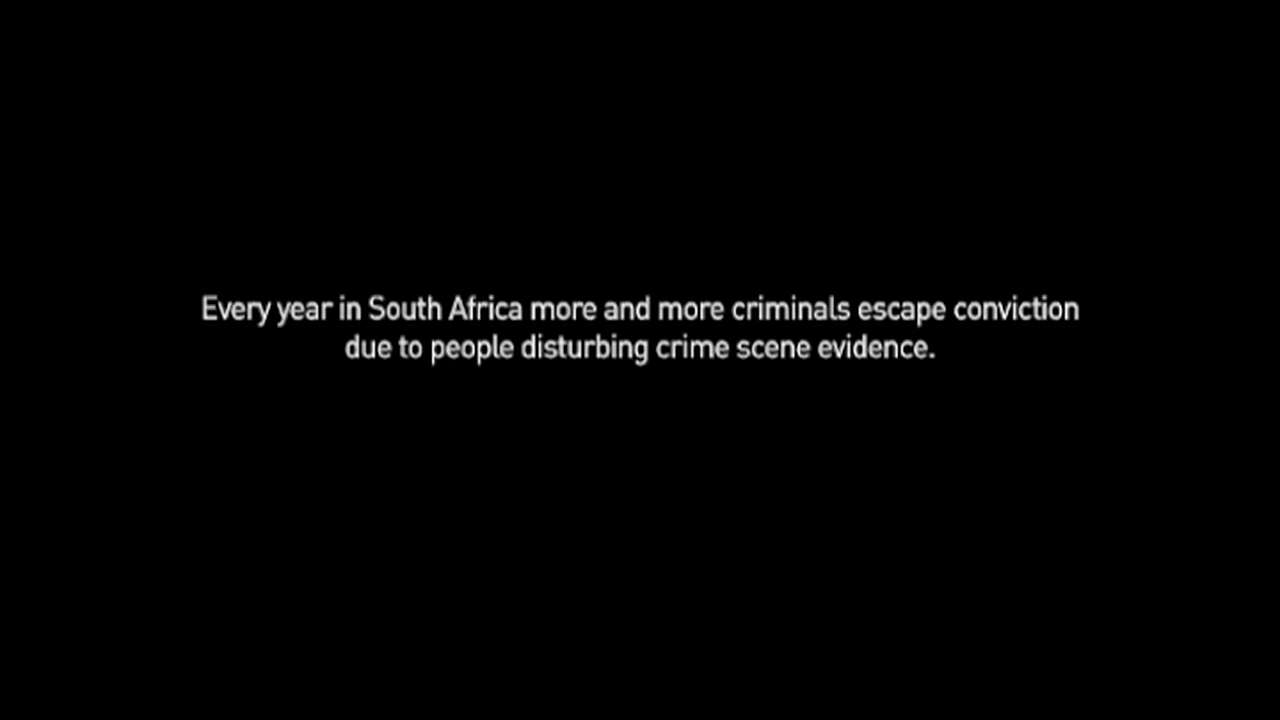 Every year in South Africa more and more criminals escape conviction
due to people disturbing crime scene evidence.